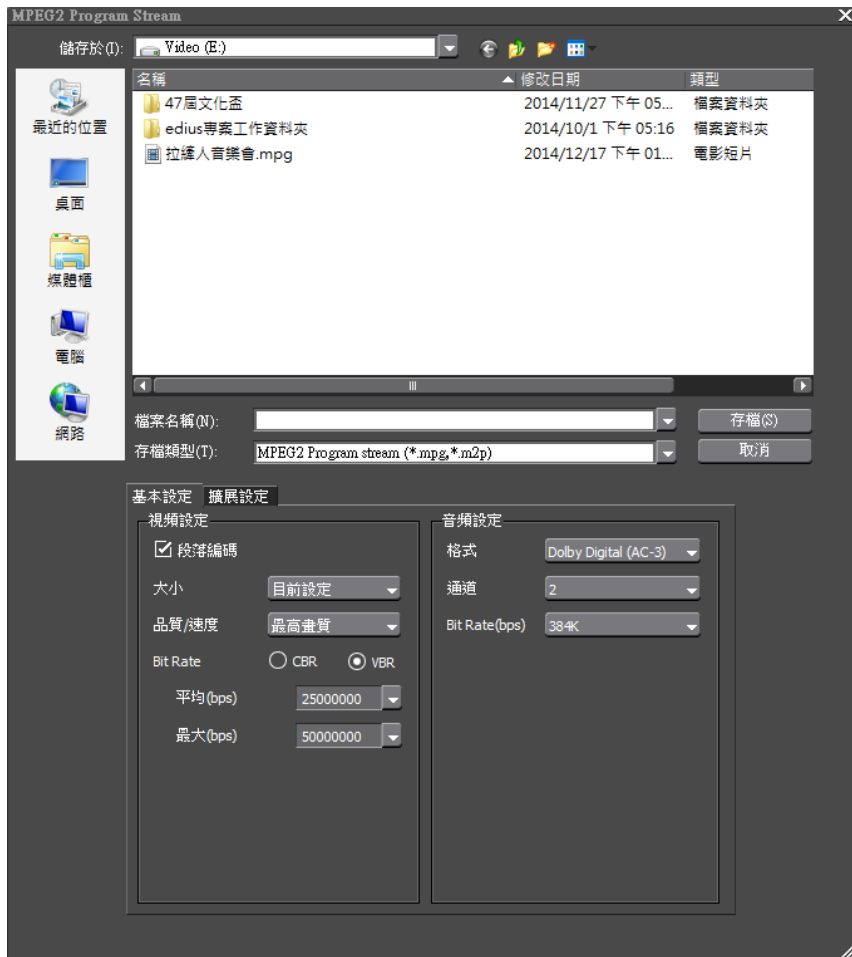 MPEG2 Program Stream
儲存於(I):
Video (E:)
名稱
修改日期
類型
47屆文化盃
2014/11/27 下午 05...
檔案資料夾
edius專案工作資料夾
2014/10/1 下午 05:16
檔案資料夾
拉縴人音樂會.mpg
2014/12/17 下午 01...
電影短片
最近的位置
桌面
媒體櫃
電腦
網路
檔案名稱(N):
存檔(S)
存檔類型(T):
MPEG2 Program stream (*.mpg,*.m2p)
取消
基本設定
擴展設定
視頻設定
段落編碼
大小
目前設定
品質/速度
最高畫質
Bit Rate
CBR
VBR
平均(bps)
25000000
最大(bps)
50000000
音頻設定
格式
Dolby Digital (AC-3)
通道
2
Bit Rate(bps)
384K